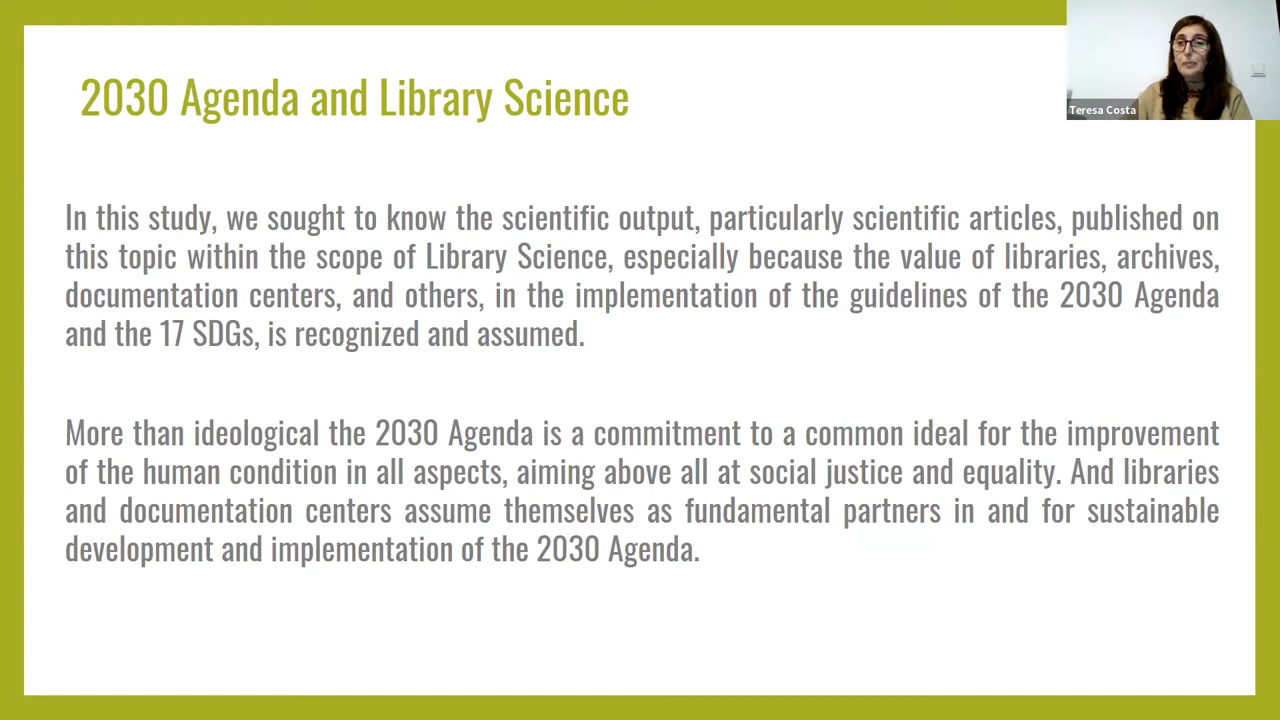 2030 Agenda and Library Science
Teresa Costa
In this study, we sought to know the scientific output, particularly scientific articles, published on
this topic within the scope of Library Science, especially because the value of libraries, archives,
documentation centers, and others, in the implementation of the guidelines of the 2030 Agenda
and the 17 SDGs, is recognized and assumed.
More than ideological the 2030 Agenda is a commitment to a common ideal for the improvement
of the human condition in all aspects, aiming above all at social justice and equality. And libraries
and documentation centers assume themselves as fundamental partners in and for sustainable
development and implementation of the 2030 Agenda.